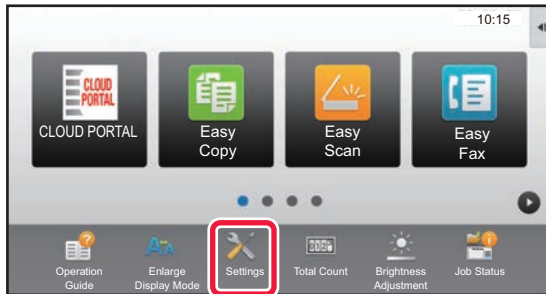 10:15
CLOUD
PORTAL
CLOUD PORTAL
Easy
Copy
Easy
Scan
Easy
Fax
Operation
Guide
Enlarge
Display Mode
Settings
Total Count
Brightness
Adjustment
Job Status